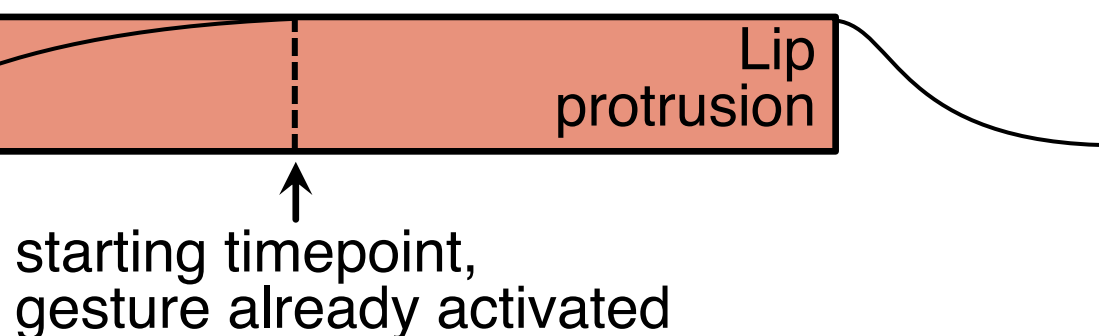 Lip
protrusion
starting timepoint,
gesture already activated